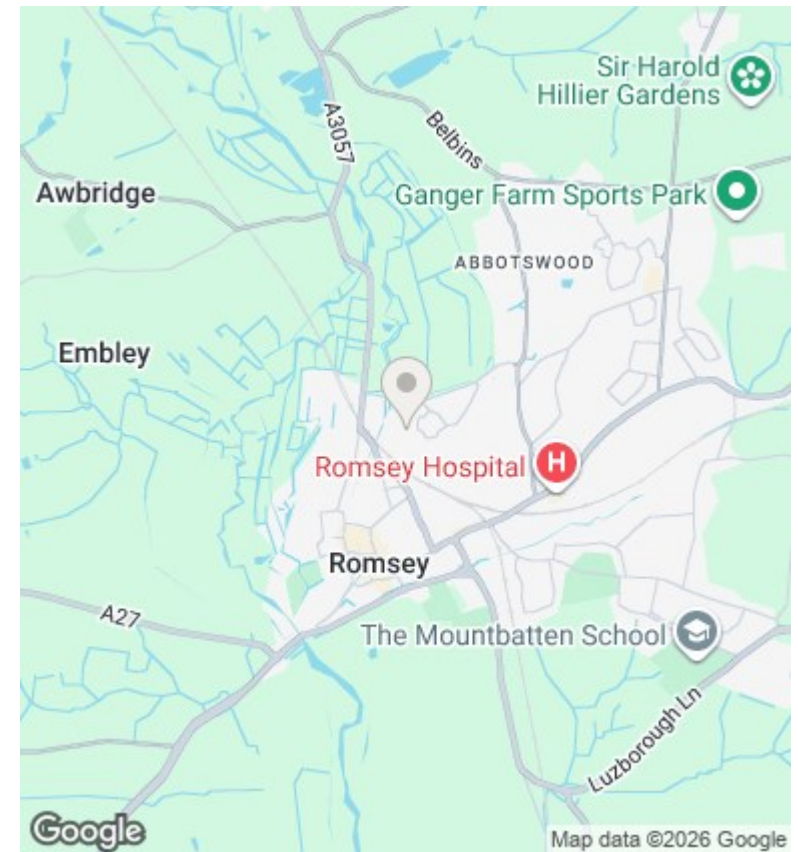 Sir Harold
Hillier Gardens
A3057
Belbins
Awbridge
Ganger Farm Sports Park
ABBOTSWOOD
Embley
H
Romsey Hospital
Romsey
A27
The Mountbatten School
Luzborough Ln
Google
Map data ©2026 Google